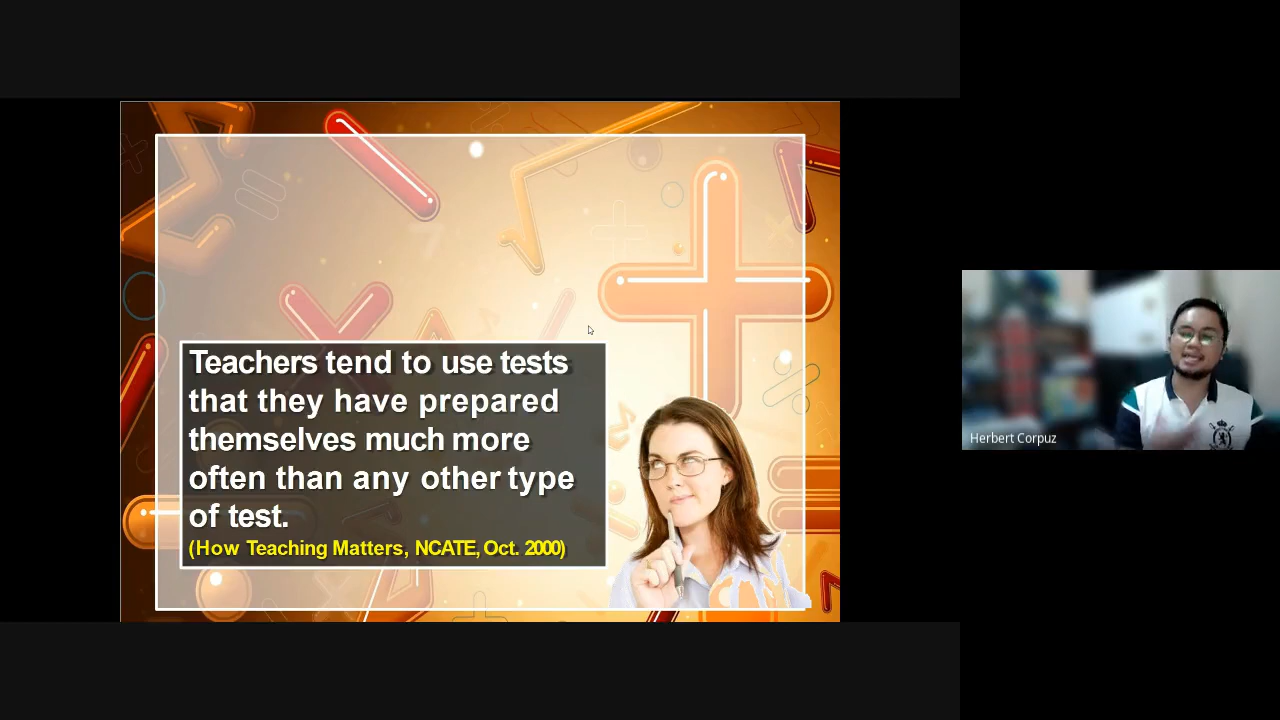 Teachers tend to use tests
that they have prepared
themselves much more
often than any other type
of test.
(How Teaching Matters, NCATE, Oct. 2000)
Herbert Corpuz